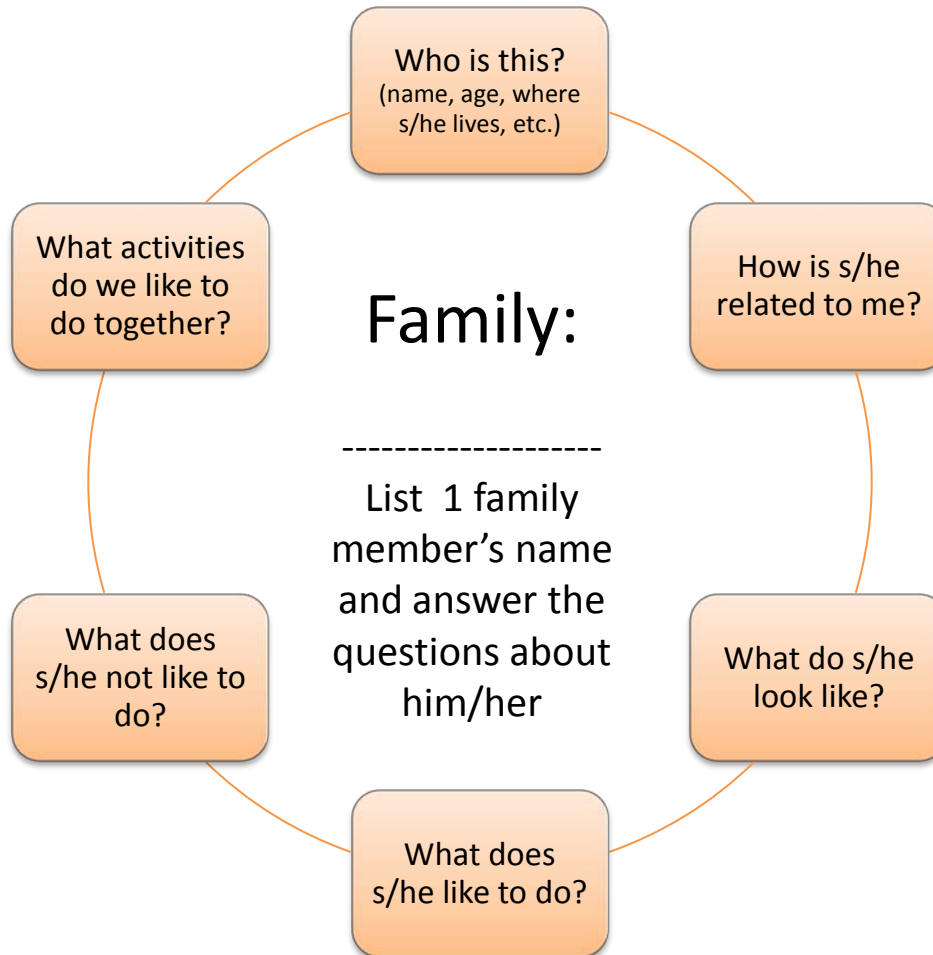 Who is this?
(name, age, where
s/he lives, etc.)
How is s/he
related to me?
What do s/he
look like?
What does
s/he like to do?
What does
s/he not like to
do?
What activities
do we like to
do together?
Family:
--------------------
List  1 family
member’s name
and answer the
questions about
him/her